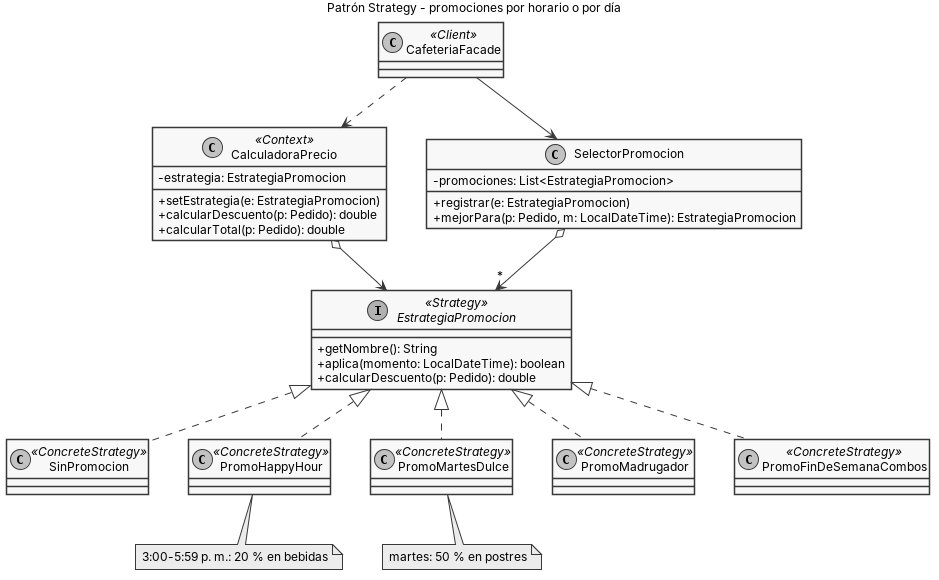 Patrón Strategy - promociones por horario o por día
C
«Client»
CafeteriaFacade
C
«Context»
CalculadoraPrecio
-estrategia: EstrategiaPromocion
+setEstrategia(e: EstrategiaPromocion)
+calcularDescuento(p: Pedido): double
+calcularTotal(p: Pedido): double
C
SelectorPromocion
-promociones: List<EstrategiaPromocion>
+registrar(e: EstrategiaPromocion)
+mejorPara(p: Pedido, m: LocalDateTime): EstrategiaPromocion
*
I
«Strategy»
EstrategiaPromocion
+getNombre(): String
+aplica(momento: LocalDateTime): boolean
+calcularDescuento(p: Pedido): double
C
«ConcreteStrategy»
SinPromocion
C
«ConcreteStrategy»
PromoHappyHour
C
«ConcreteStrategy»
PromoMartesDulce
C
«ConcreteStrategy»
PromoMadrugador
C
«ConcreteStrategy»
PromoFinDeSemanaCombos
3:00-5:59 p. m.: 20 % en bebidas
martes: 50 % en postres